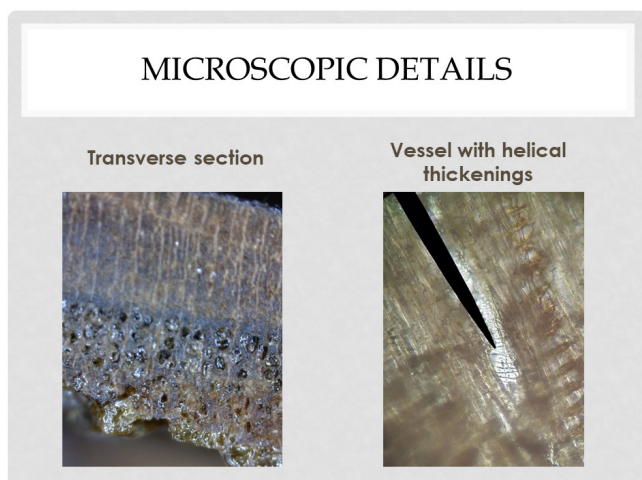 MICROSCOPIC DETAILS
Transverse section
Vessel with helical
thickenings